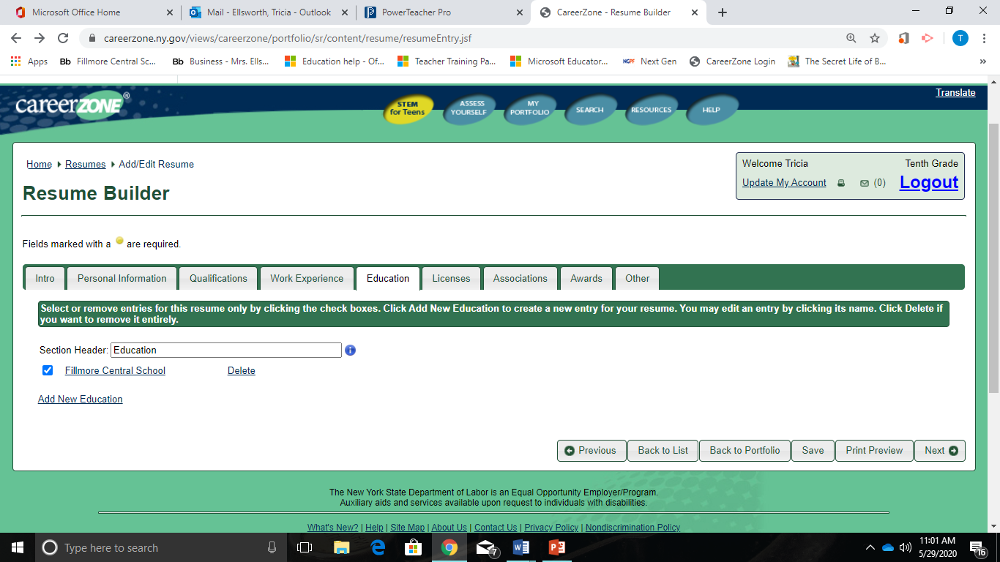 Microsoft Office Home
Mail - Ellsworth, Tricia - Outlook
PowerTeacher Pro
CareerZone - Resume Builder
careerzone.ny.gov/views/careerzone/portfolio/sr/content/resume/resumeEntry.jsf
T
Apps
Bb Fillmore Central Sc...
Bb Business - Mrs. Ells...
Education help - Of...
Teacher Training Pa...
Microsoft Educator...
NGPF Next Gen
CareerZone Login
The Secret Life of B...
»
careerZONE®
STEM for Teens
ASSESS YOURSELF
MY PORTFOLIO
SEARCH
RESOURCES
HELP
Translate
Home Resumes Add/Edit Resume
Welcome Tricia Tenth Grade
Update My Account (0) Logout
Resume Builder
Fields marked with a are required.
Intro Personal Information Qualifications Work Experience Education Licenses Associations Awards Other
Select or remove entries for this resume only by clicking the check boxes. Click Add New Education to create a new entry for your resume. You may edit an entry by clicking its name. Click Delete if
you want to remove it entirely.
Section Header: Education
Fillmore Central School Delete
Add New Education
Previous Back to List Back to Portfolio Save Print Preview Next
The New York State Department of Labor is an Equal Opportunity Employer/Program.
Auxiliary aids and services available upon request to individuals with disabilities.
What's New? | Help | Site Map | About Us | Contact Us | Privacy Policy | Nondiscrimination Policy
Type here to search
7
11:01 AM
5/29/2020
16